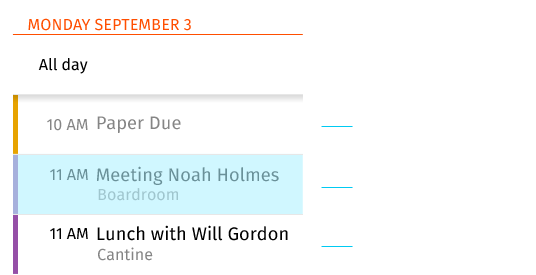 MONDAY SEPTEMBER 3
All day
10 AM Paper Due
11 AM Meeting Noah Holmes
Boardroom
11 AM Lunch with Will Gordon
Cantine